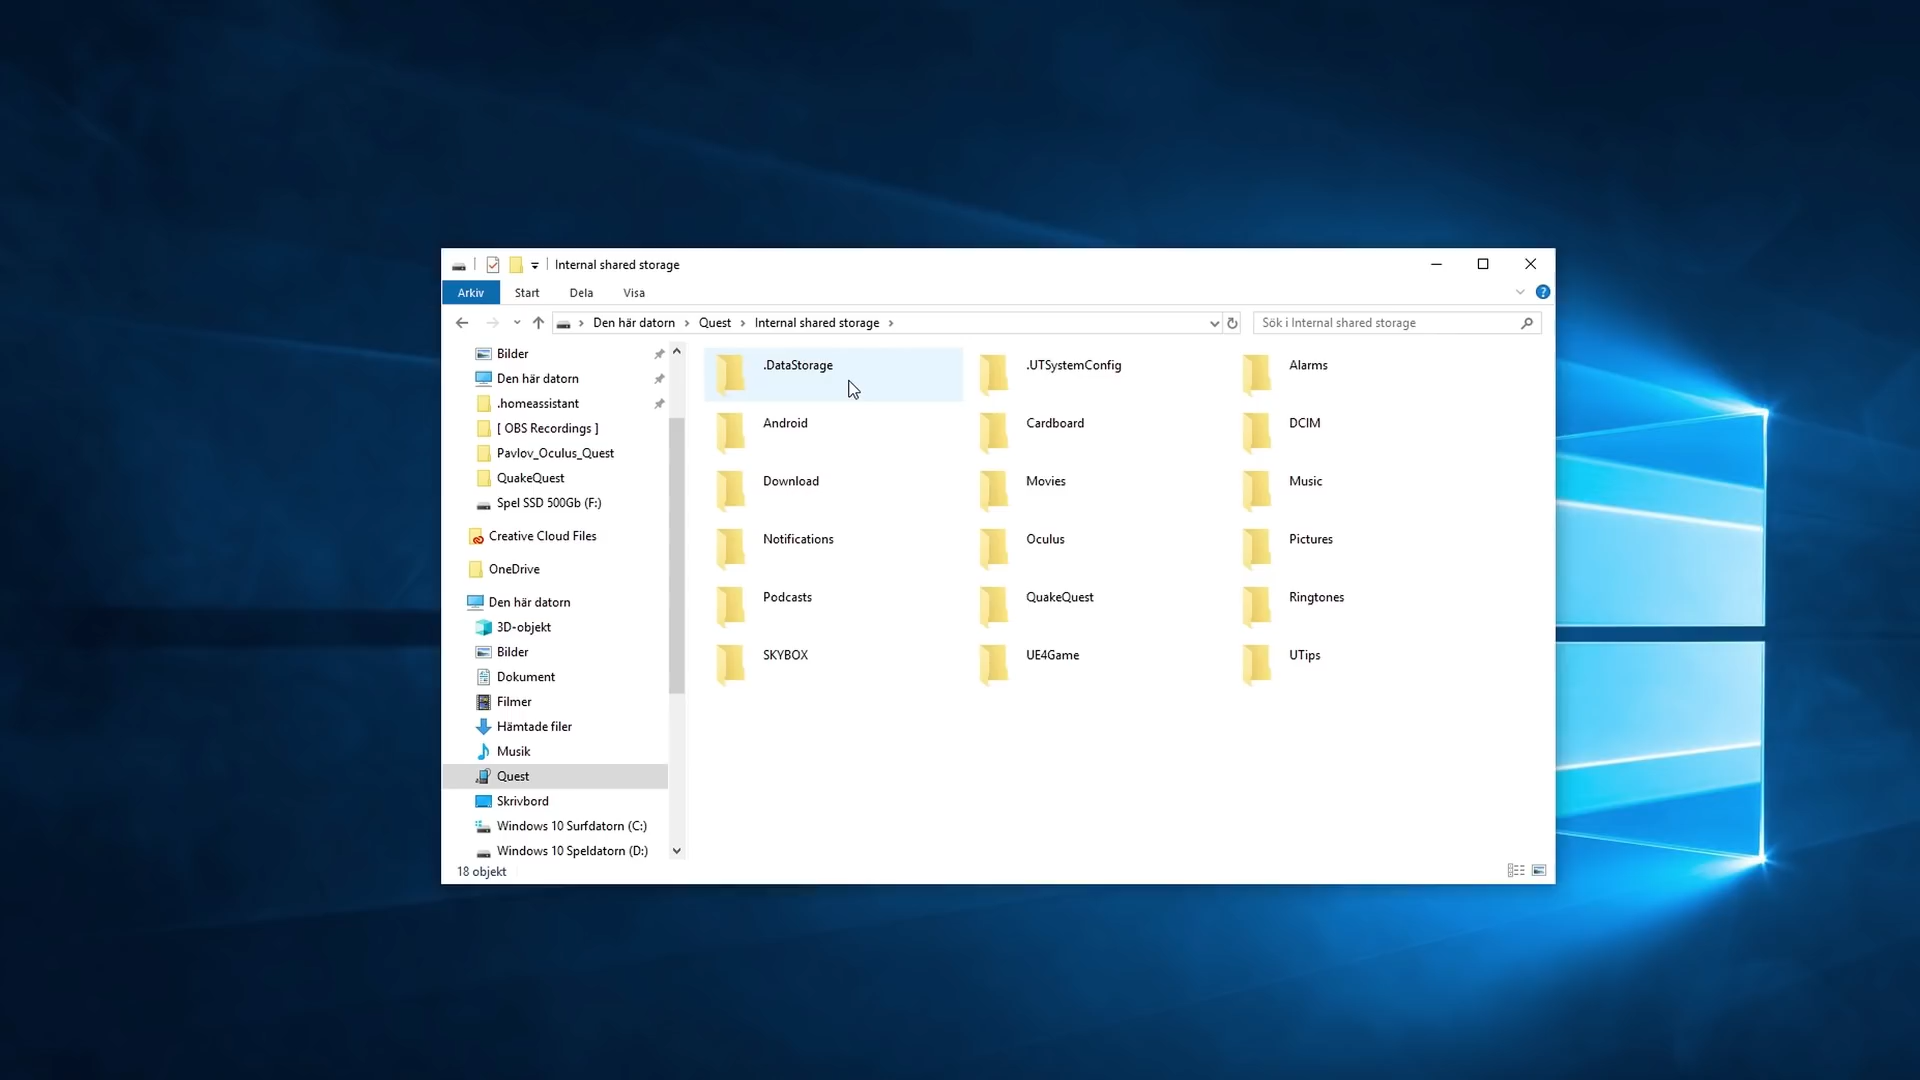 Internal shared storage
Arkiv Start Dela Visa
Den här datorn Quest Internal shared storage
Sök i Internal shared storage
Bilder
Den här datorn
.homeassistant
[ OBS Recordings ]
Pavlov_Oculus_Quest
QuakeQuest
Spel SSD 500Gb (F:)
Creative Cloud Files
OneDrive
Den här datorn
3D-objekt
Bilder
Dokument
Filmer
Hämtade filer
Musik
Quest
Skrivbord
Windows 10 Surfdatorn (C:)
Windows 10 Speldatorn (D:)
.DataStorage .UTSystemConfig Alarms
Android Cardboard DCIM
Download Movies Music
Notifications Oculus Pictures
Podcasts QuakeQuest Ringtones
SKYBOX UE4Game UTips
18 objekt